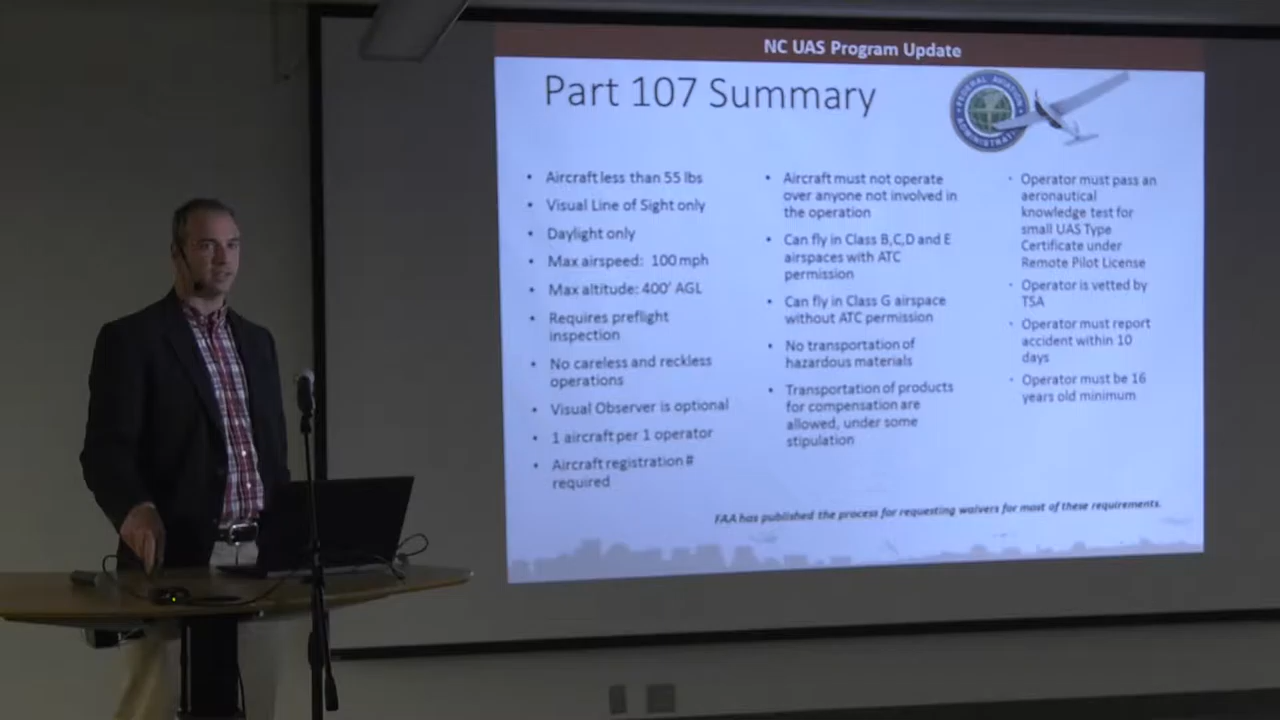 NC UAS Program Update
Part 107 Summary
FEDERAL AVIATION
ADMINISTRATION
• Aircraft less than 55 lbs
• Visual Line of Sight only
• Daylight only
• Max airspeed: 100 mph
• Max altitude: 400' AGL
• Requires preflight
inspection
• No careless and reckless
operations
• Visual Observer is optional
• 1 aircraft per 1 operator
• Aircraft registration #
required
• Aircraft must not operate
over anyone not involved in
the operation
• Can fly in Class B,C,D and E
airspaces with ATC
permission
• Can fly in Class G airspace
without ATC permission
• No transportation of
hazardous materials
• Transportation of products
for compensation are
allowed, under some
stipulation
• Operator must pass an
aeronautical
knowledge test for
small UAS Type
Certificate under
Remote Pilot License
• Operator is vetted by
TSA
• Operator must report
accident within 10
days
• Operator must be 16
years old minimum
FAA has published the process for requesting waivers for most of these requirements.